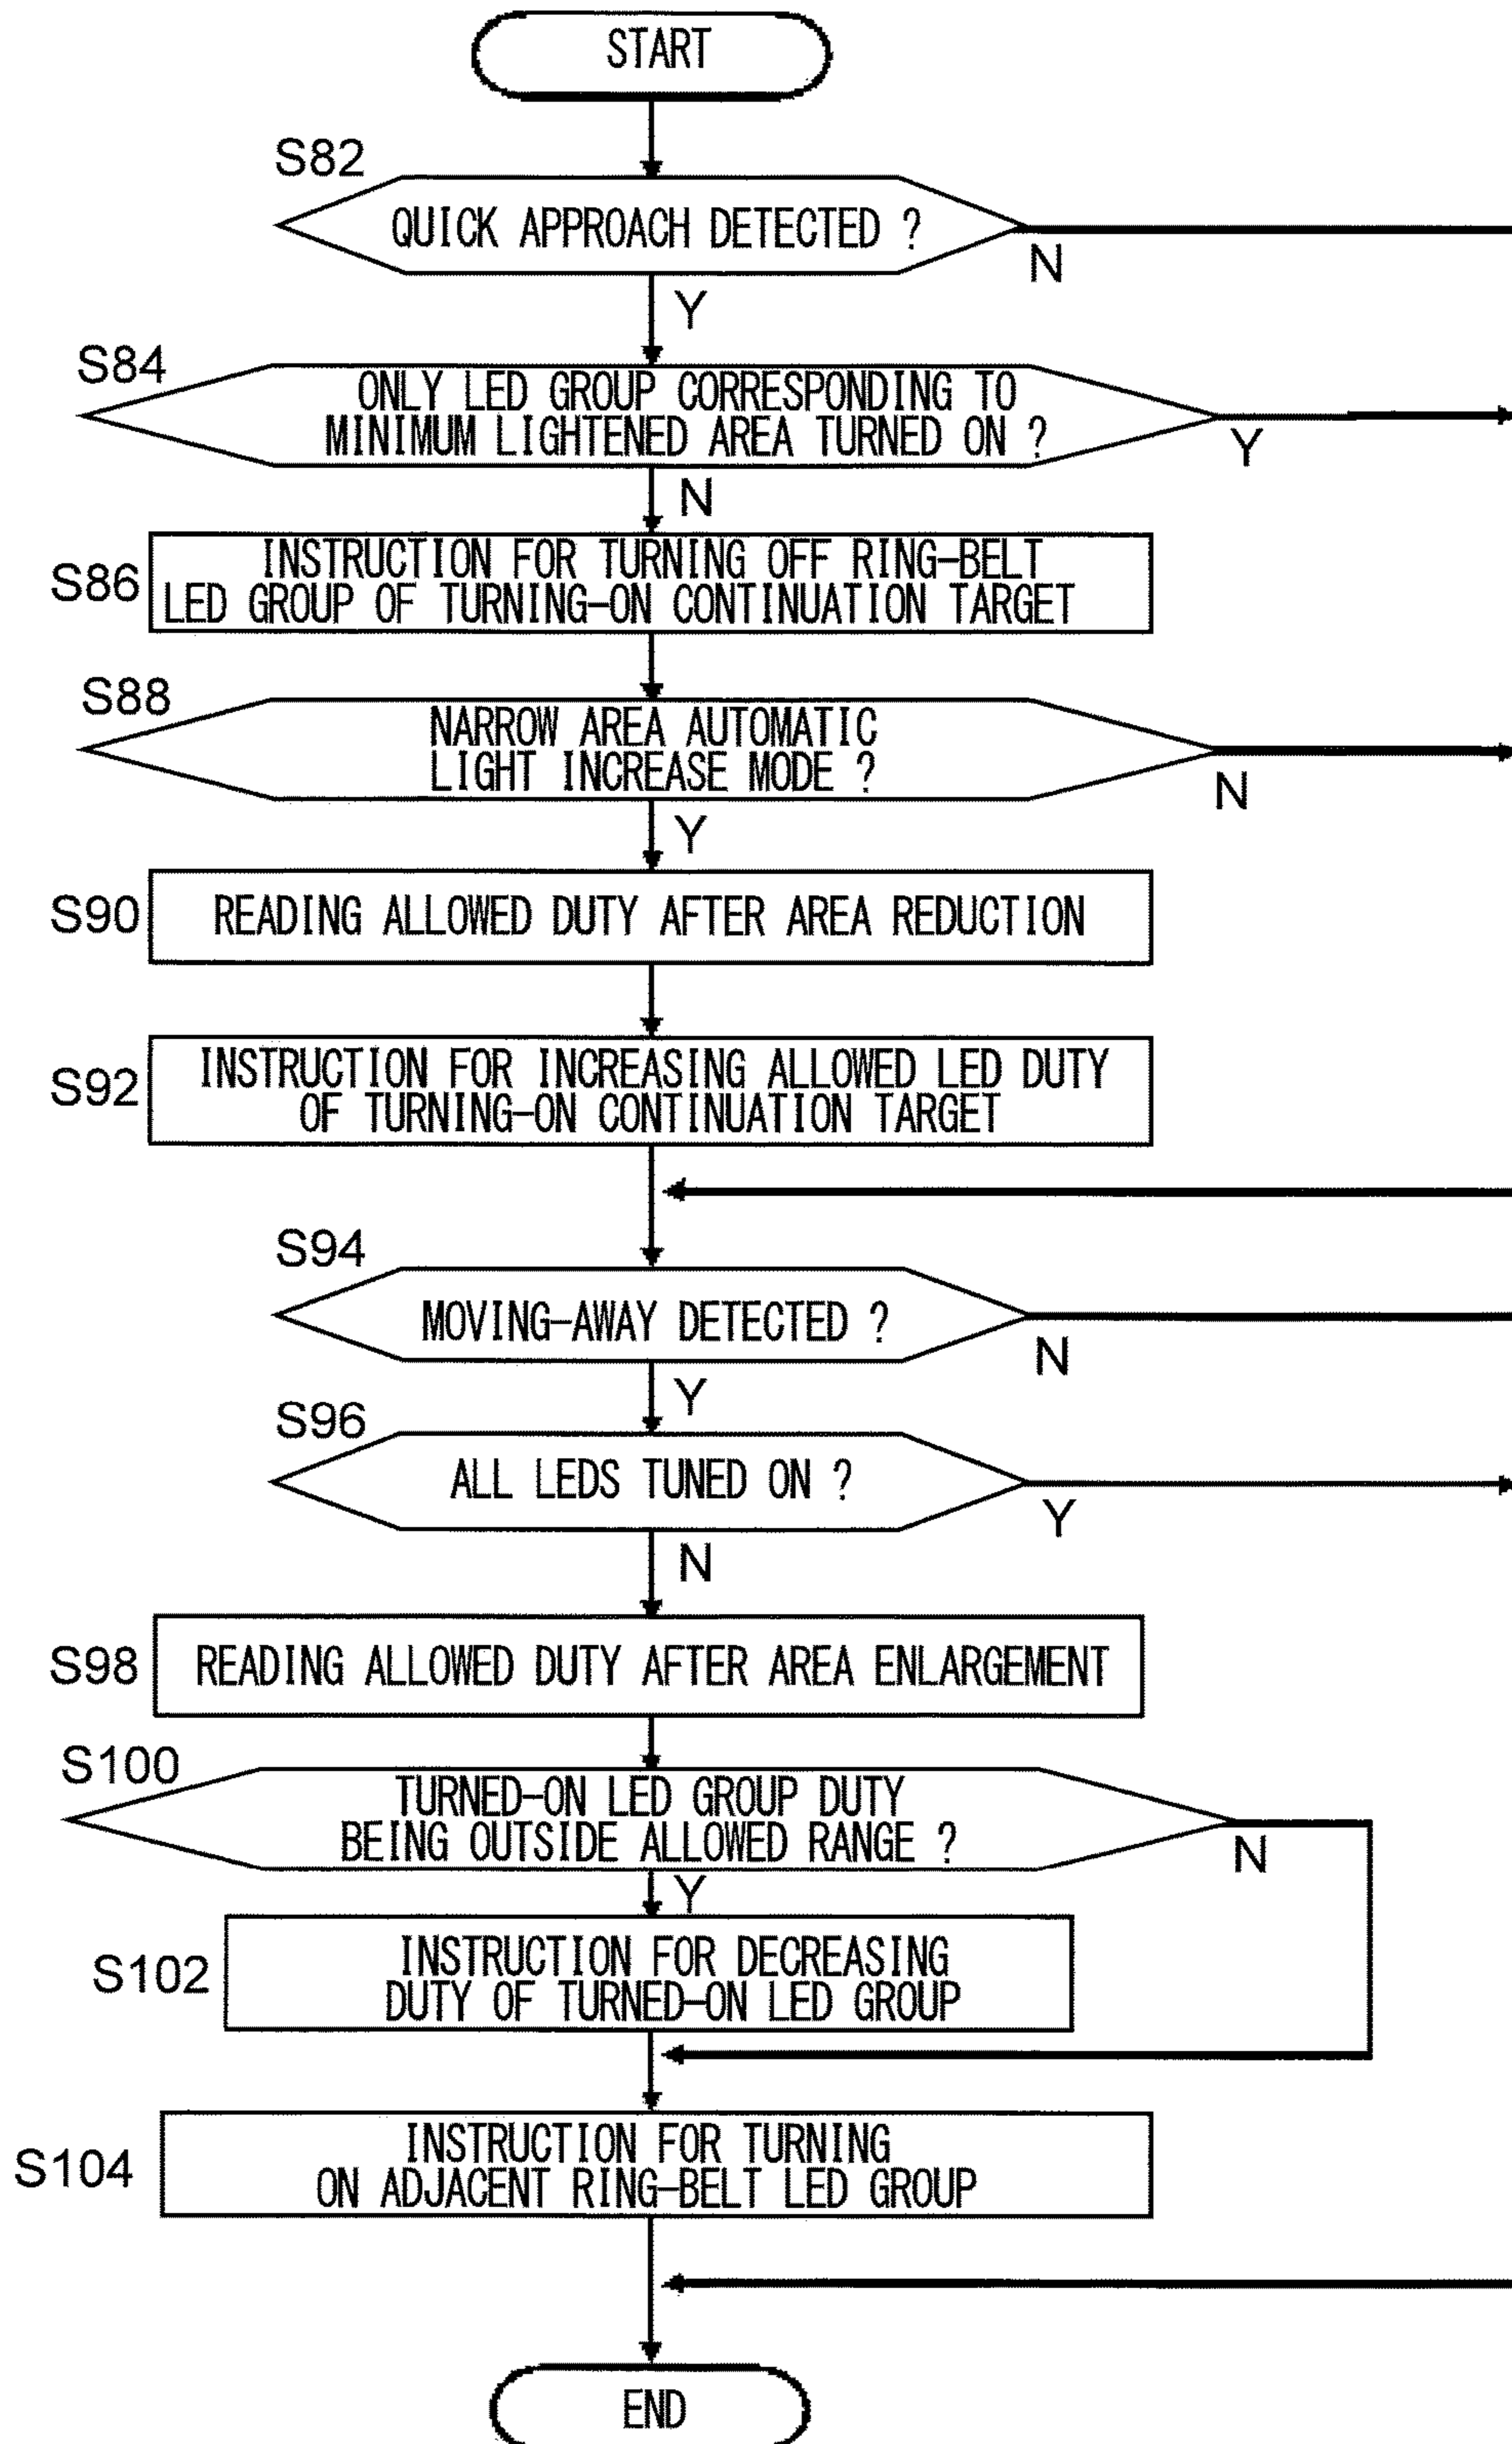 START
S82
QUICK APPROACH DETECTED ?
N
Y
S84
ONLY LED GROUP CORRESPONDING TO
MINIMUM LIGHTENED AREA TURNED ON ?
Y
N
S86
INSTRUCTION FOR TURNING OFF RING-BELT
LED GROUP OF TURNING-ON CONTINUATION TARGET
S88
NARROW AREA AUTOMATIC
LIGHT INCREASE MODE ?
N
Y
S90
READING ALLOWED DUTY AFTER AREA REDUCTION
S92
INSTRUCTION FOR INCREASING ALLOWED LED DUTY
OF TURNING-ON CONTINUATION TARGET
S94
MOVING-AWAY DETECTED ?
N
Y
S96
ALL LEDS TUNED ON ?
Y
N
S98
READING ALLOWED DUTY AFTER AREA ENLARGEMENT
S100
TURNED-ON LED GROUP DUTY
BEING OUTSIDE ALLOWED RANGE ?
N
Y
S102
INSTRUCTION FOR DECREASING
DUTY OF TURNED-ON LED GROUP
S104
INSTRUCTION FOR TURNING
ON ADJACENT RING-BELT LED GROUP
END